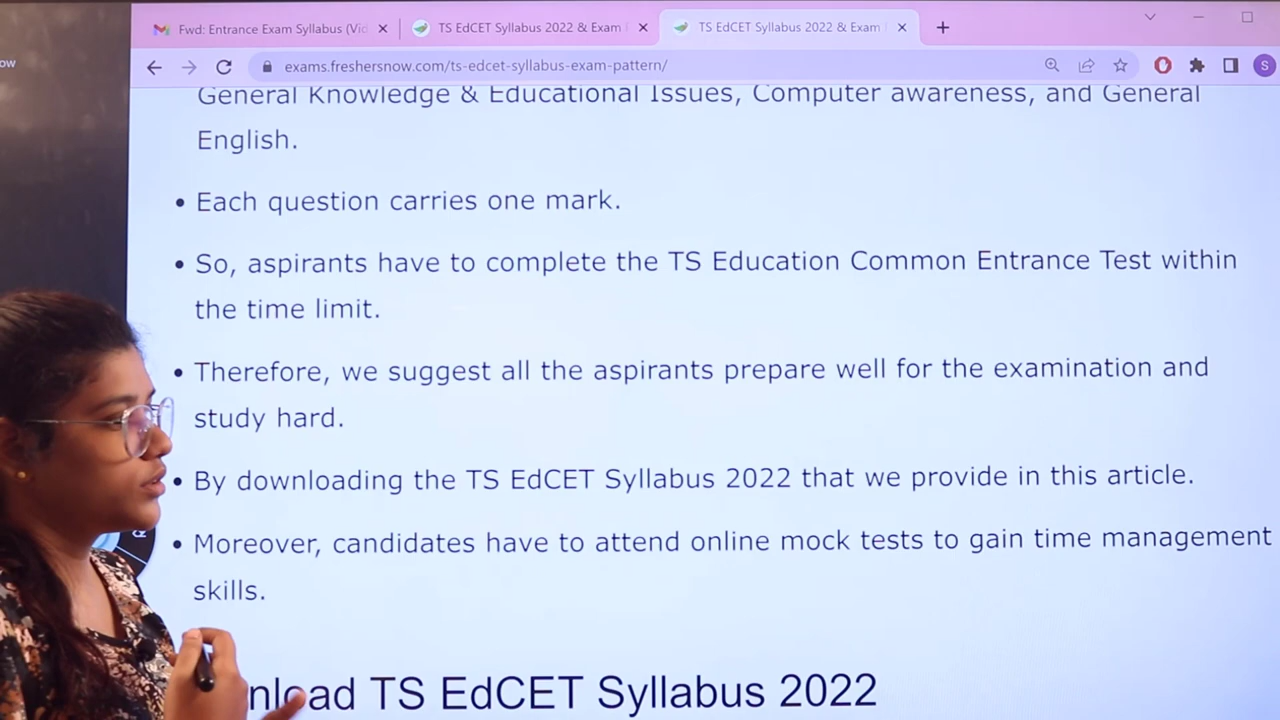 ow
Fwd: Entrance Exam Syllabus (Vid
TS EdCET Syllabus 2022 & Exam
TS EdCET Syllabus 2022 & Exam
exams.freshersnow.com/ts-edcet-syllabus-exam-pattern/
S
General Knowledge & Educational Issues, Computer awareness, and General
English.
• Each question carries one mark.
• So, aspirants have to complete the TS Education Common Entrance Test within
the time limit.
• Therefore, we suggest all the aspirants prepare well for the examination and
study hard.
• By downloading the TS EdCET Syllabus 2022 that we provide in this article.
• Moreover, candidates have to attend online mock tests to gain time management
skills.
nload TS EdCET Syllabus 2022